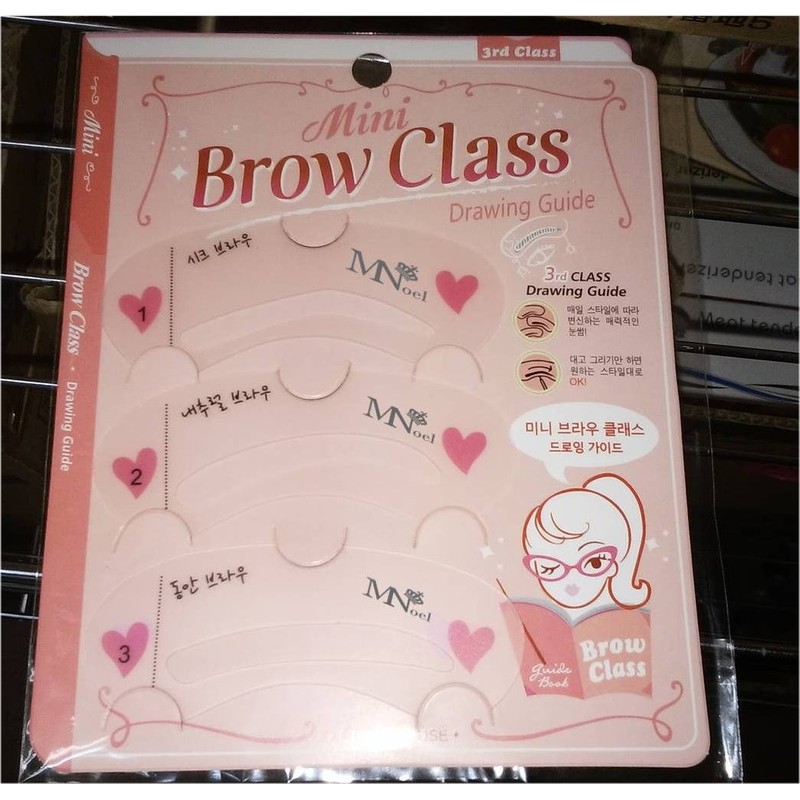 3rd Class
Mini
Brow Class
Drawing Guide
Mini
Brow Class • Drawing Guide
시크 브라우
MNoel
1
3rd CLASS
Drawing Guide
매일 스타일에 따라
변신하는 매력적인
눈썹!
대고 그리기만 하면
원하는 스타일대로
OK!
내추럴 브라우
MNoel
2
미니 브라우 클래스
드로잉 가이드
동안 브라우
MNoel
3
guide
Book
Brow
Class
at tenderizer
Meat tende